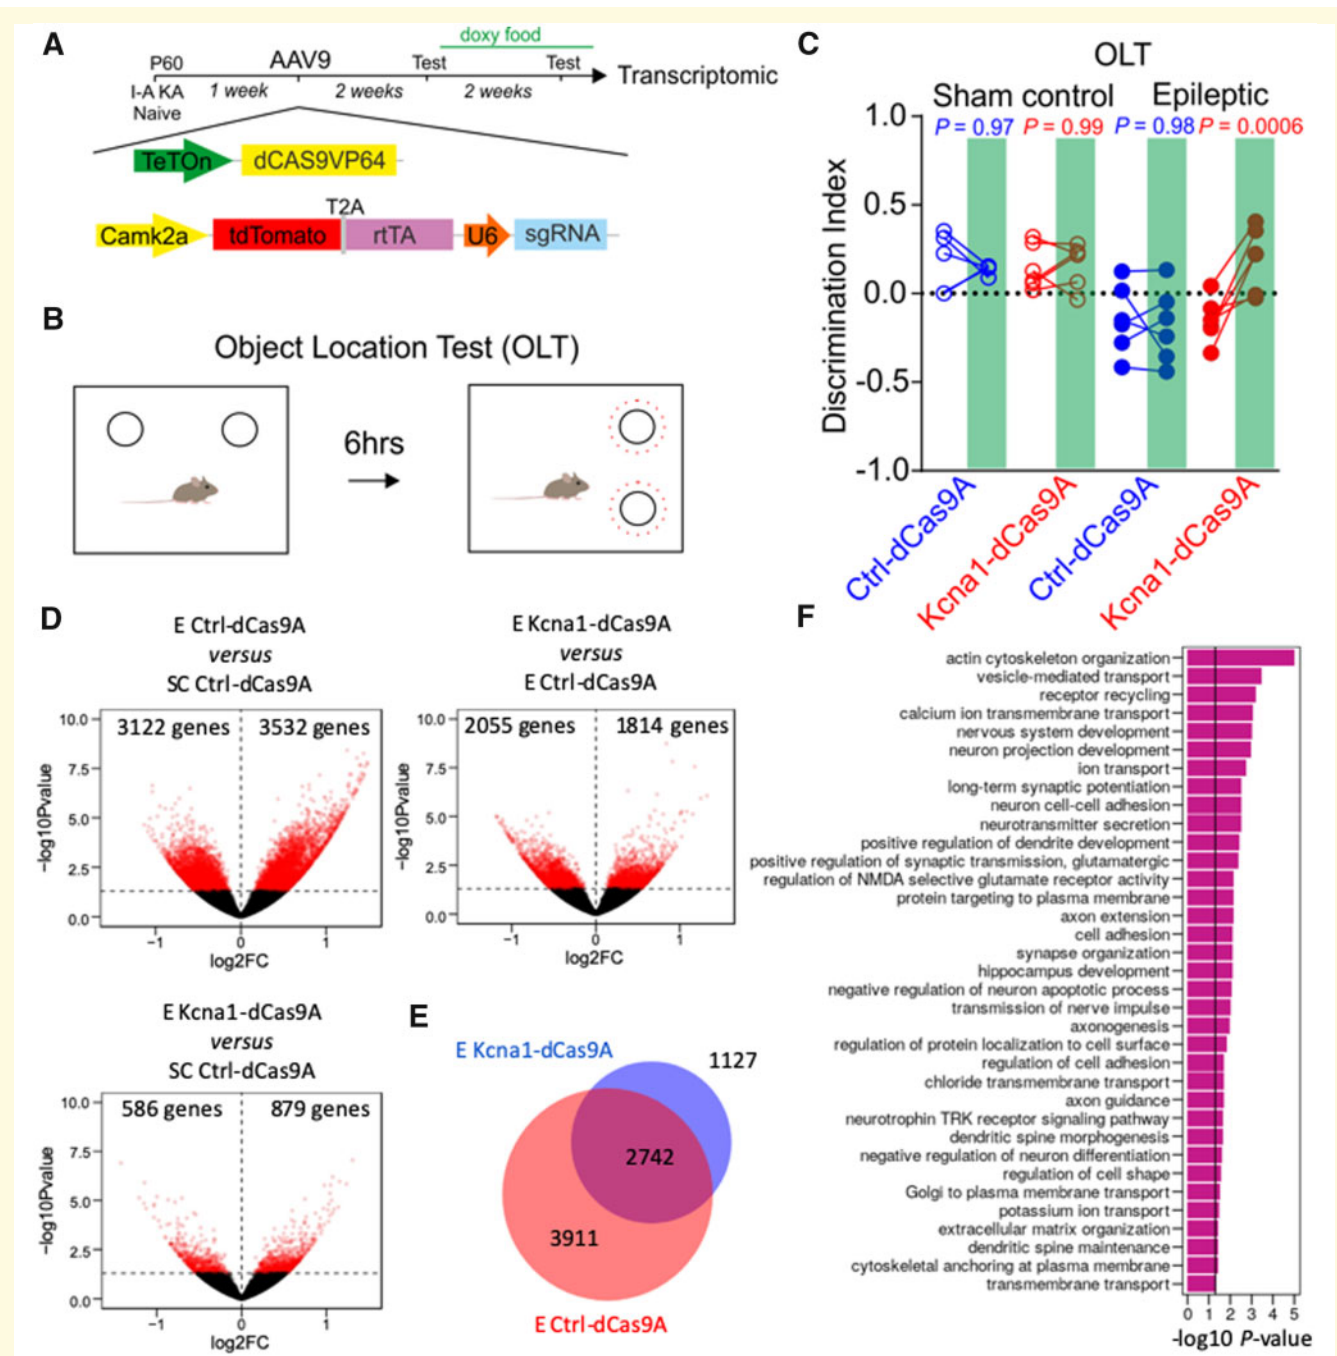 A
doxy food
P60
AAV9
Test
Test
Transcriptomic
I-A KA
1 week
2 weeks
2 weeks
Naive
TeTOn
dCAS9VP64
T2A
Camk2a
tdTomato
rtTA
U6
sgRNA
B
Object Location Test (OLT)
6hrs
C
OLT
Sham control
Epileptic
P = 0.97
P = 0.99
P = 0.98
P = 0.0006
Discrimination Index
1.0
0.5
0.0
-0.5
-1.0
Ctrl-dCas9A
Kcna1-dCas9A
Ctrl-dCas9A
Kcna1-dCas9A
D
E Ctrl-dCas9A
versus
SC Ctrl-dCas9A
3122 genes
3532 genes
−log10Pvalue
10.0
7.5
5.0
2.5
0.0
−1
0
1
log2FC
E Kcna1-dCas9A
versus
E Ctrl-dCas9A
2055 genes
1814 genes
−log10Pvalue
10.0
7.5
5.0
2.5
0.0
−1
0
1
log2FC
E Kcna1-dCas9A
versus
SC Ctrl-dCas9A
586 genes
879 genes
−log10Pvalue
10.0
7.5
5.0
2.5
0.0
−1
0
1
log2FC
E
E Kcna1-dCas9A
1127
2742
3911
E Ctrl-dCas9A
F
actin cytoskeleton organization
vesicle-mediated transport
receptor recycling
calcium ion transmembrane transport
nervous system development
neuron projection development
ion transport
long-term synaptic potentiation
neuron cell-cell adhesion
neurotransmitter secretion
positive regulation of dendrite development
positive regulation of synaptic transmission, glutamatergic
regulation of NMDA selective glutamate receptor activity
protein targeting to plasma membrane
axon extension
cell adhesion
synapse organization
hippocampus development
negative regulation of neuron apoptotic process
transmission of nerve impulse
axonogenesis
regulation of protein localization to cell surface
regulation of cell adhesion
chloride transmembrane transport
axon guidance
neurotrophin TRK receptor signaling pathway
dendritic spine morphogenesis
negative regulation of neuron differentiation
regulation of cell shape
Golgi to plasma membrane transport
potassium ion transport
extracellular matrix organization
dendritic spine maintenance
cytoskeletal anchoring at plasma membrane
transmembrane transport
0 1 2 3 4 5
-log10 P-value